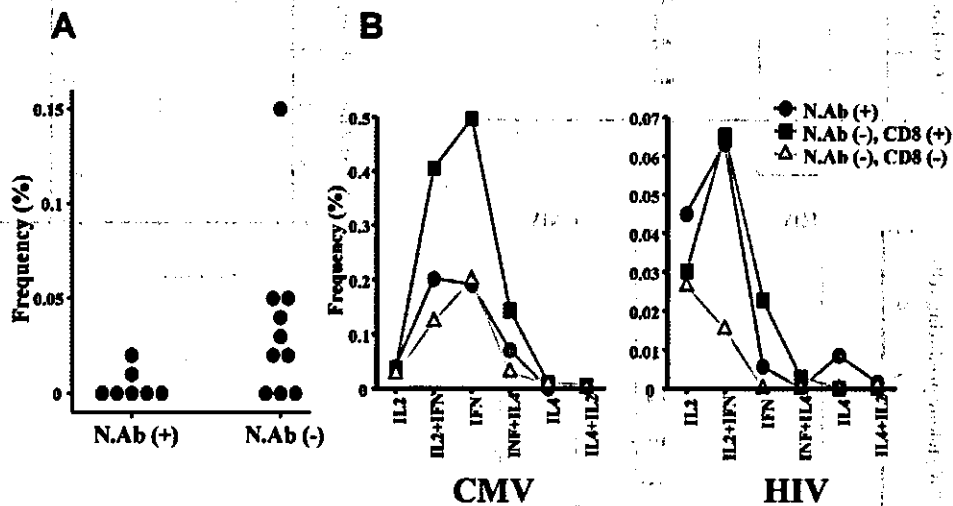 A
B
Frequency (%)
0.15
0.1
0.05
0
N.Ab (+)
N.Ab (-)
Frequency (%)
0.5
0.4
0.3
0.2
0.1
0
IL2
IL2+IFN
IFN
INF+IL4
IL4
IL4+IL2
CMV
0.07
0.06
0.05
0.04
0.03
0.02
0.01
0
IL2
IL2+IFN
IFN
INF+IL4
IL4
IL4+IL2
HIV
N.Ab (+)
N.Ab (-), CD8 (+)
N.Ab (-), CD8 (-)